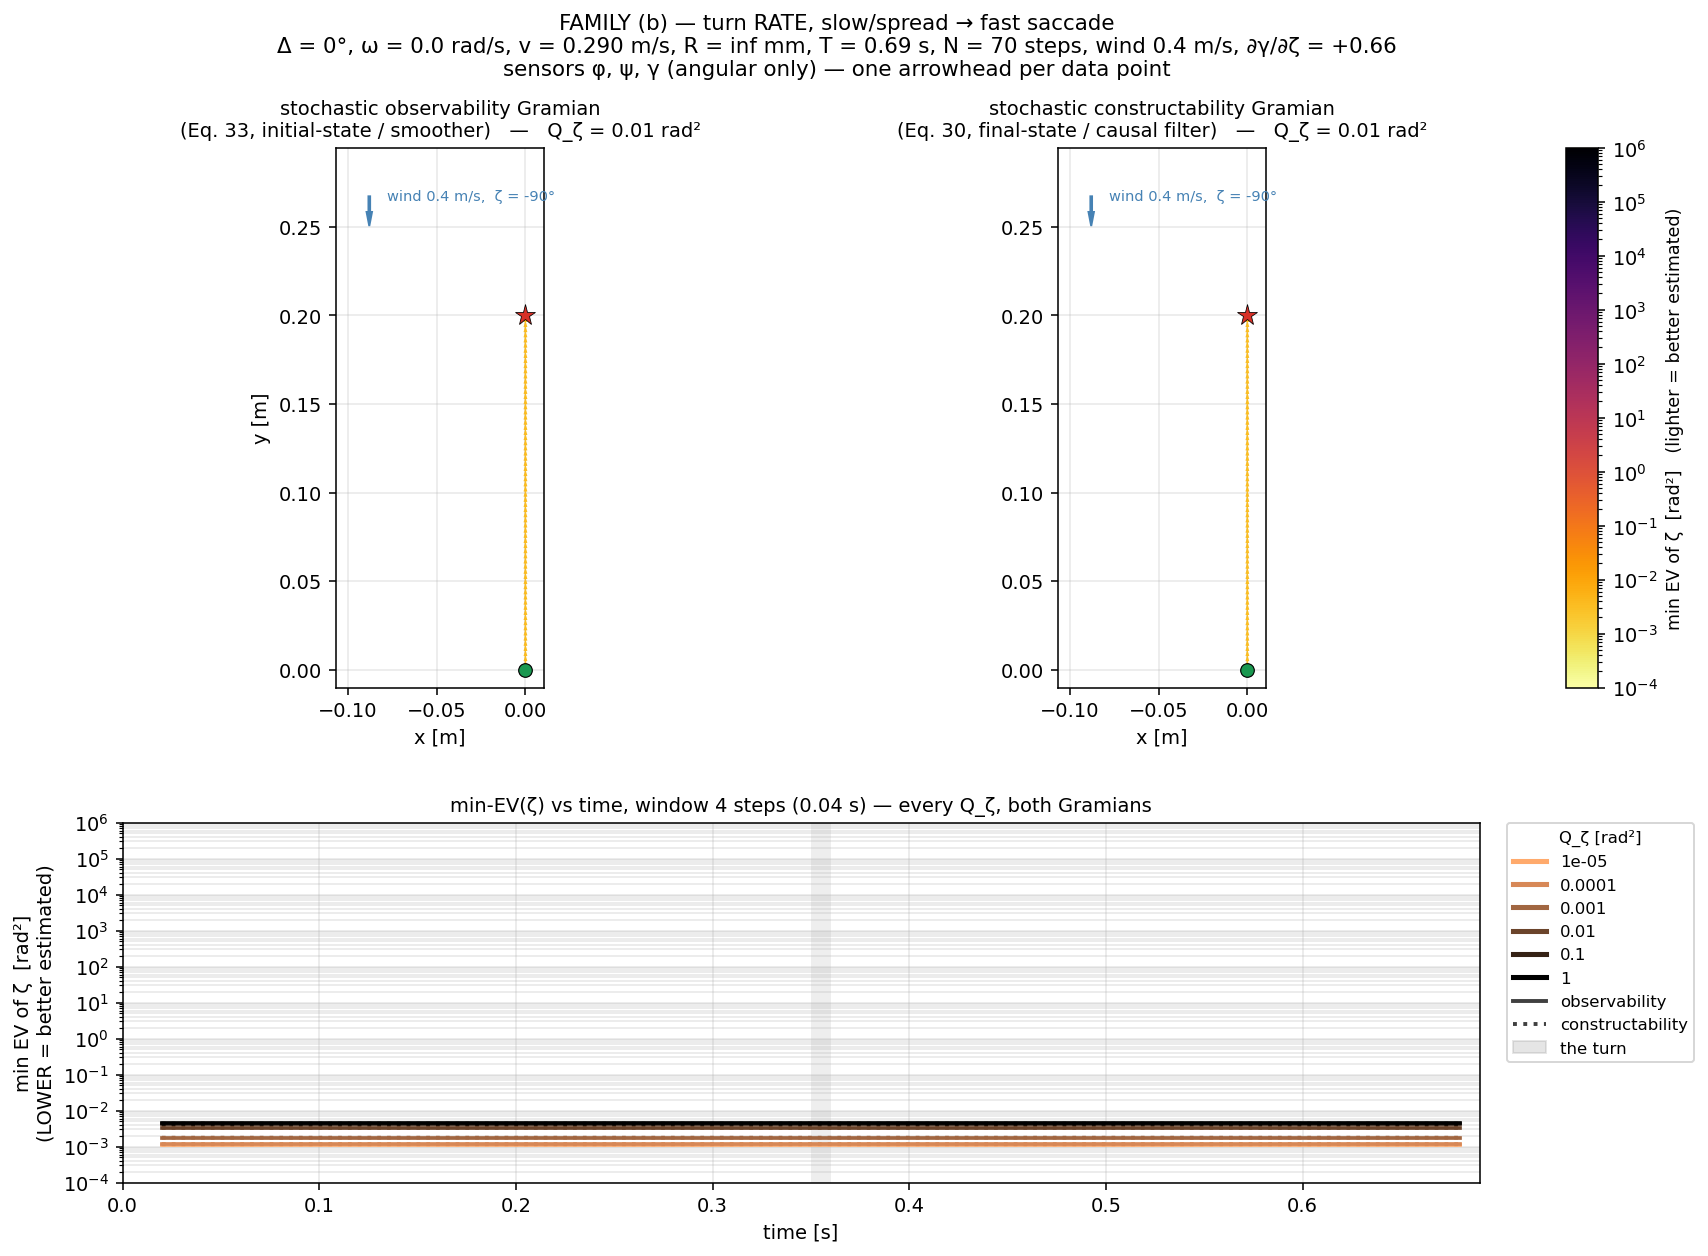 FAMILY (b) — turn RATE, slow/spread → fast saccade
Δ = 0°, ω = 0.0 rad/s, v = 0.290 m/s, R = inf mm, T = 0.69 s, N = 70 steps, wind 0.4 m/s, ∂γ/∂ζ = +0.66
sensors φ, ψ, γ (angular only) — one arrowhead per data point
stochastic observability Gramian
(Eq. 33, initial-state / smoother) — Q_ζ = 0.01 rad²
wind 0.4 m/s, ζ = -90°
0.25
0.20
0.15
0.10
0.05
0.00
y [m]
−0.10
−0.05
0.00
x [m]
stochastic constructability Gramian
(Eq. 30, final-state / causal filter) — Q_ζ = 0.01 rad²
wind 0.4 m/s, ζ = -90°
0.25
0.20
0.15
0.10
0.05
0.00
−0.10
−0.05
0.00
x [m]
10⁶
10⁵
10⁴
10³
10²
10¹
10⁰
10⁻¹
10⁻²
10⁻³
10⁻⁴
min EV of ζ [rad²] (lighter = better estimated)
min-EV(ζ) vs time, window 4 steps (0.04 s) — every Q_ζ, both Gramians
10⁶
10⁵
10⁴
10³
10²
10¹
10⁰
10⁻¹
10⁻²
10⁻³
10⁻⁴
min EV of ζ [rad²]
(LOWER = better estimated)
0.0
0.1
0.2
0.3
0.4
0.5
0.6
time [s]
Q_ζ [rad²]
1e-05
0.0001
0.001
0.01
0.1
1
observability
constructability
the turn